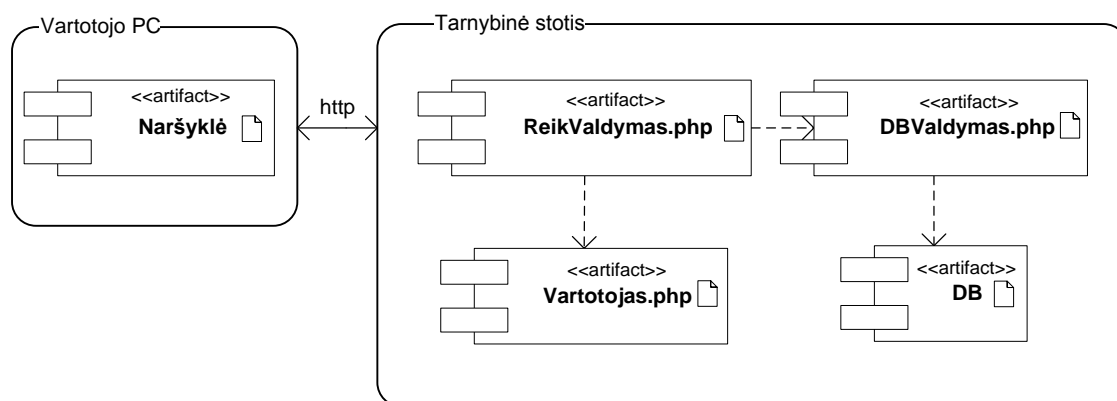 Vartotojo PC
Tarnybinė stotis
<<artifact>>
Naršyklė
http
<<artifact>>
ReikValdymas.php
<<artifact>>
DBValdymas.php
<<artifact>>
Vartotojas.php
<<artifact>>
DB